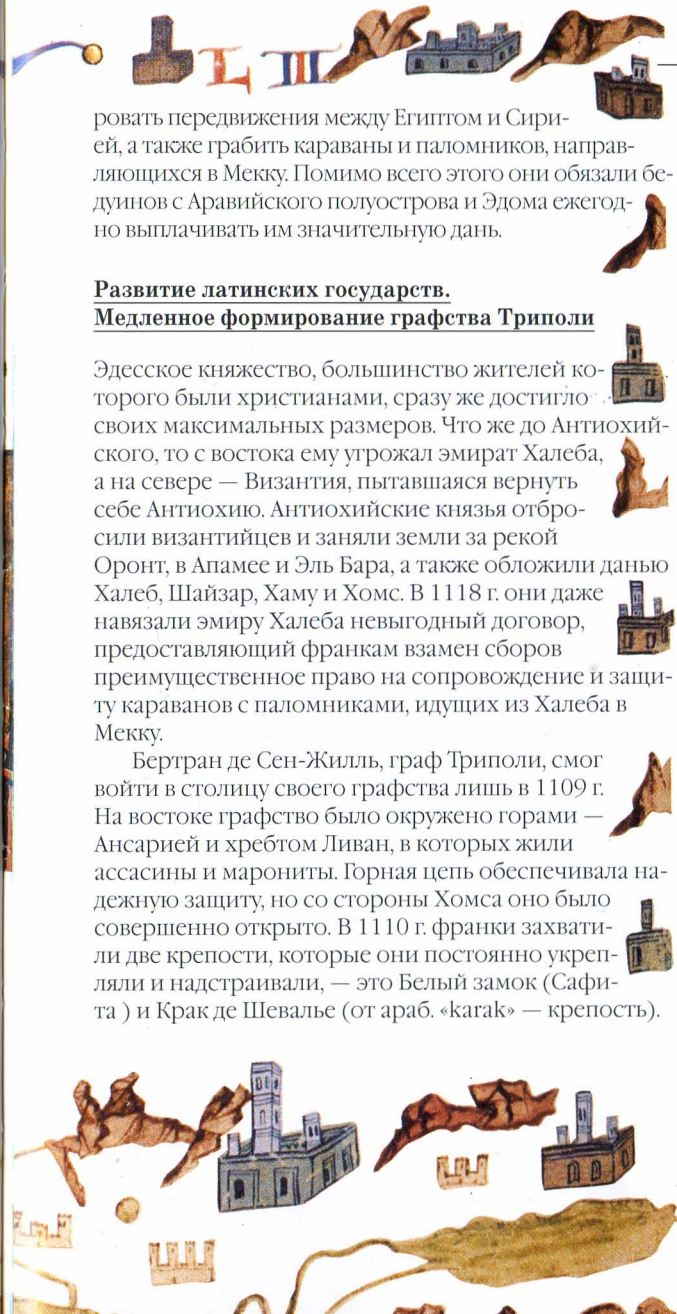 L III
ровать передвижения между Египтом и Сири-
ей, а также грабить караваны и паломников, направ-
ляющихся в Мекку. Помимо всего этого они обязали бе-
дуинов с Аравийского полуострова и Эдома ежегод-
но выплачивать им значительную дань.
Развитие латинских государств.
Медленное формирование графства Триполи
Эдесское княжество, большинство жителей ко-
торого были христианами, сразу же достигло
своих максимальных размеров. Что же до Антиохий-
ского, то с востока ему угрожал эмират Халеба,
а на севере — Византия, пытавшаяся вернуть
себе Антиохию. Антиохийские князья отбро-
сили византийцев и заняли земли за рекой
Оронт, в Апамее и Эль Бара, а также обложили данью
Халеб, Шайзар, Хаму и Хомс. В 1118 г. они даже
навязали эмиру Халеба невыгодный договор,
предоставляющий франкам взамен сборов
преимущественное право на сопровождение и защи-
ту караванов с паломниками, идущих из Халеба в
Мекку.
Бертран де Сен-Жилль, граф Триполи, смог
войти в столицу своего графства лишь в 1109 г.
На востоке графство было окружено горами —
Ансарией и хребтом Ливан, в которых жили
ассасины и марониты. Горная цепь обеспечивала на-
дежную защиту, но со стороны Хомса оно было
совершенно открыто. В 1110 г. франки захвати-
ли две крепости, которые они постоянно укреп-
ляли и надстраивали, — это Белый замок (Сафи-
та ) и Крак де Шевалье (от араб. «karak» — крепость).